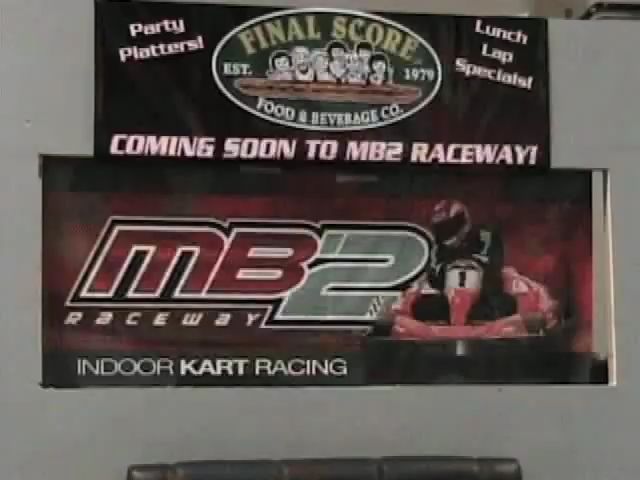 Party
Platters!
FINAL SCORE
EST. 1979
FOOD & BEVERAGE CO.
Lunch
Lap
Specials!
COMING SOON TO MB2 RACEWAY!
MB2
RACEWAY
INDOOR KART RACING
1